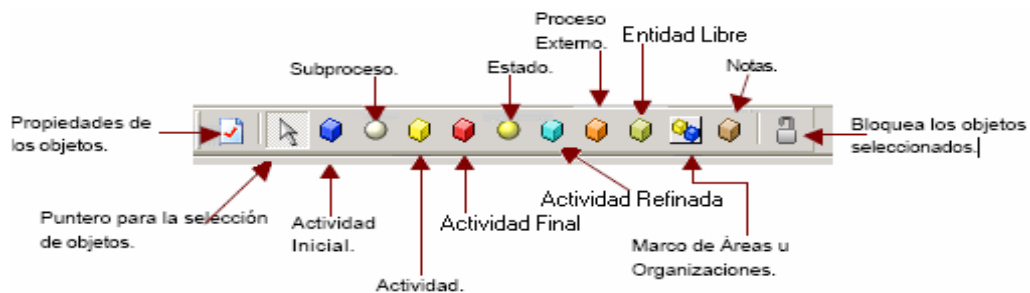 Proceso
Externo.
Entidad Libre
Subproceso.
Estado.
Notas.
Propiedades de
los objetos.
Bloquea los objetos
seleccionados.
Puntero para la selección
de objetos.
Actividad
Inicial.
Actividad Final
Actividad Refinada
Marco de Áreas u
Organizaciones.
Actividad.